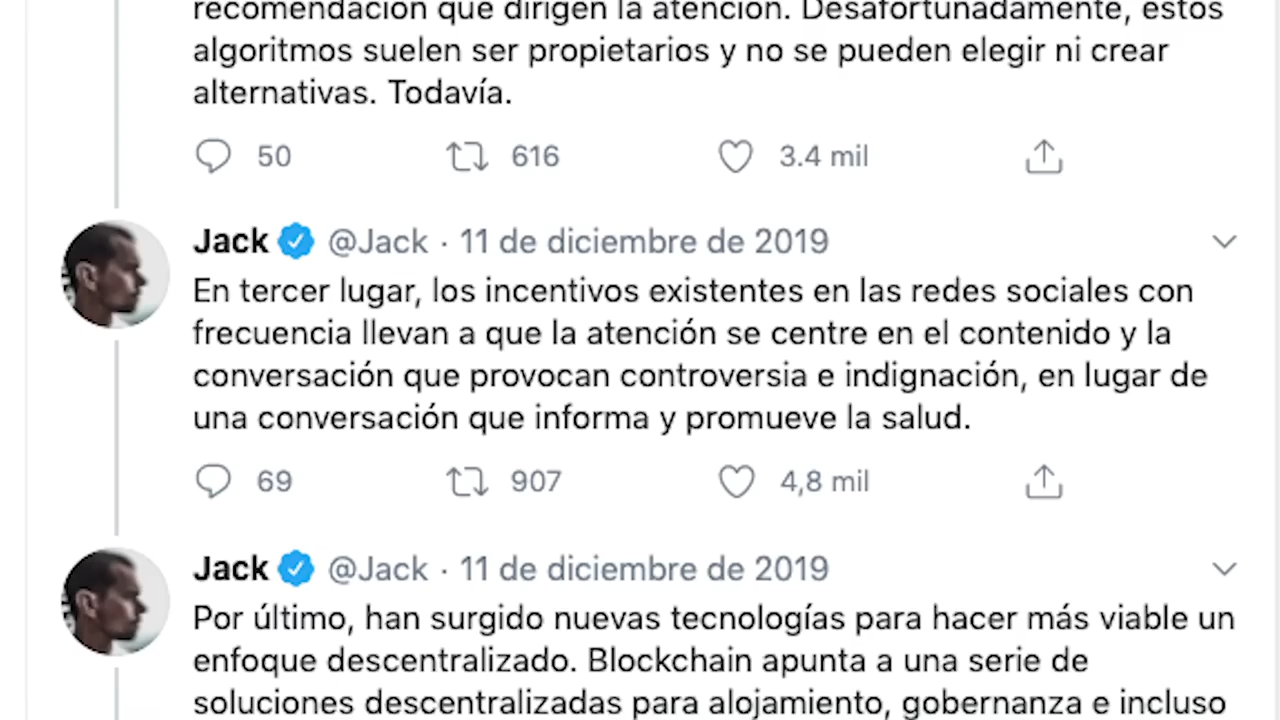 recomendación que dirigen la atención. Desafortunadamente, estos
algoritmos suelen ser propietarios y no se pueden elegir ni crear
alternativas. Todavía.
50 616 3.4 mil
Jack @Jack · 11 de diciembre de 2019
En tercer lugar, los incentivos existentes en las redes sociales con
frecuencia llevan a que la atención se centre en el contenido y la
conversación que provocan controversia e indignación, en lugar de
una conversación que informa y promueve la salud.
69 907 4,8 mil
Jack @Jack · 11 de diciembre de 2019
Por último, han surgido nuevas tecnologías para hacer más viable un
enfoque descentralizado. Blockchain apunta a una serie de
soluciones descentralizadas para alojamiento, gobernanza e incluso